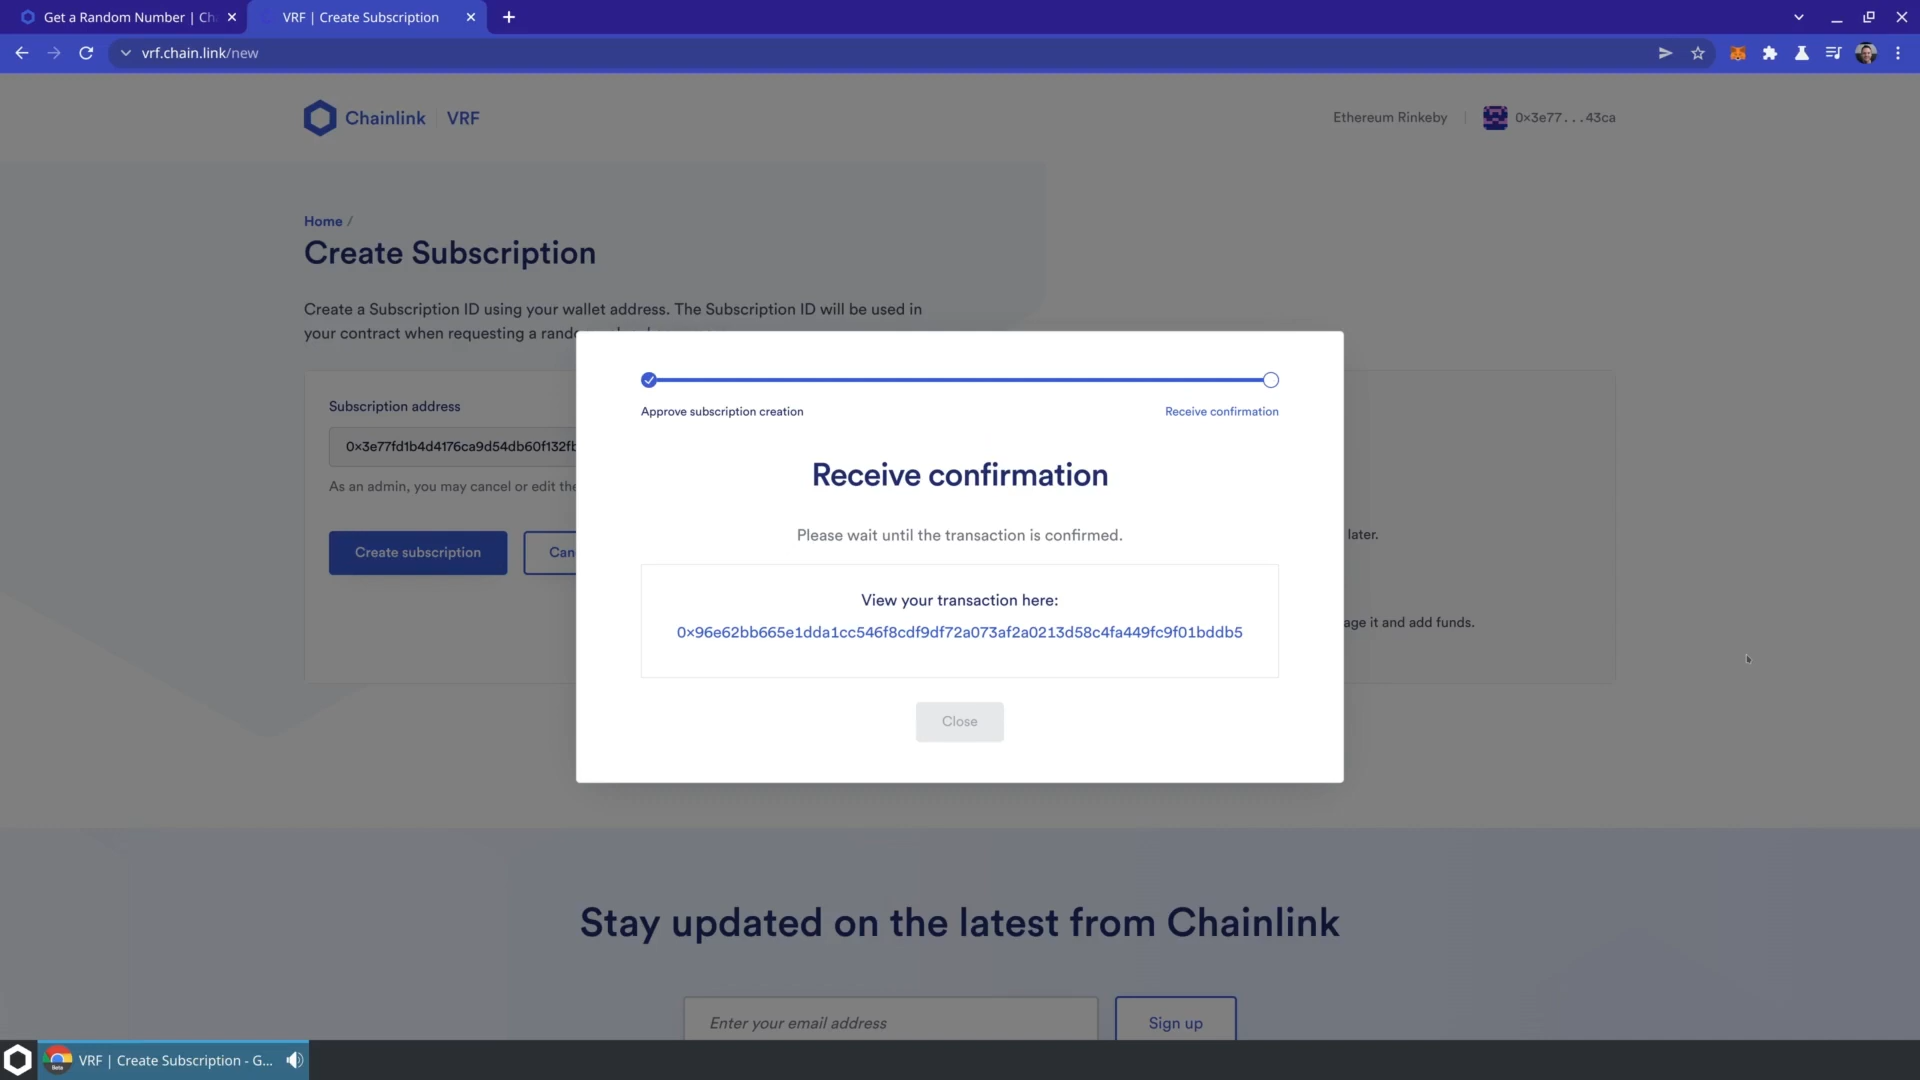 Get a Random Number | Ch
VRF | Create Subscription
vrf.chain.link/new
Chainlink | VRF
Ethereum Rinkeby | 0x3e77...43ca
Home /
Create Subscription
Create a Subscription ID using your wallet address. The Subscription ID will be used in
your contract when requesting a rando
Subscription address
0x3e77fd1b4d4176ca9d54db60f132fb
As an admin, you may cancel or edit the
Create subscription
Can
later.
age it and add funds.
Approve subscription creation
Receive confirmation
Receive confirmation
Please wait until the transaction is confirmed.
View your transaction here:
0x96e62bb665e1dda1cc546f8cdf9df72a073af2a0213d58c4fa449fc9f01bddb5
Close
Stay updated on the latest from Chainlink
Enter your email address
Sign up
VRF | Create Subscription - G...